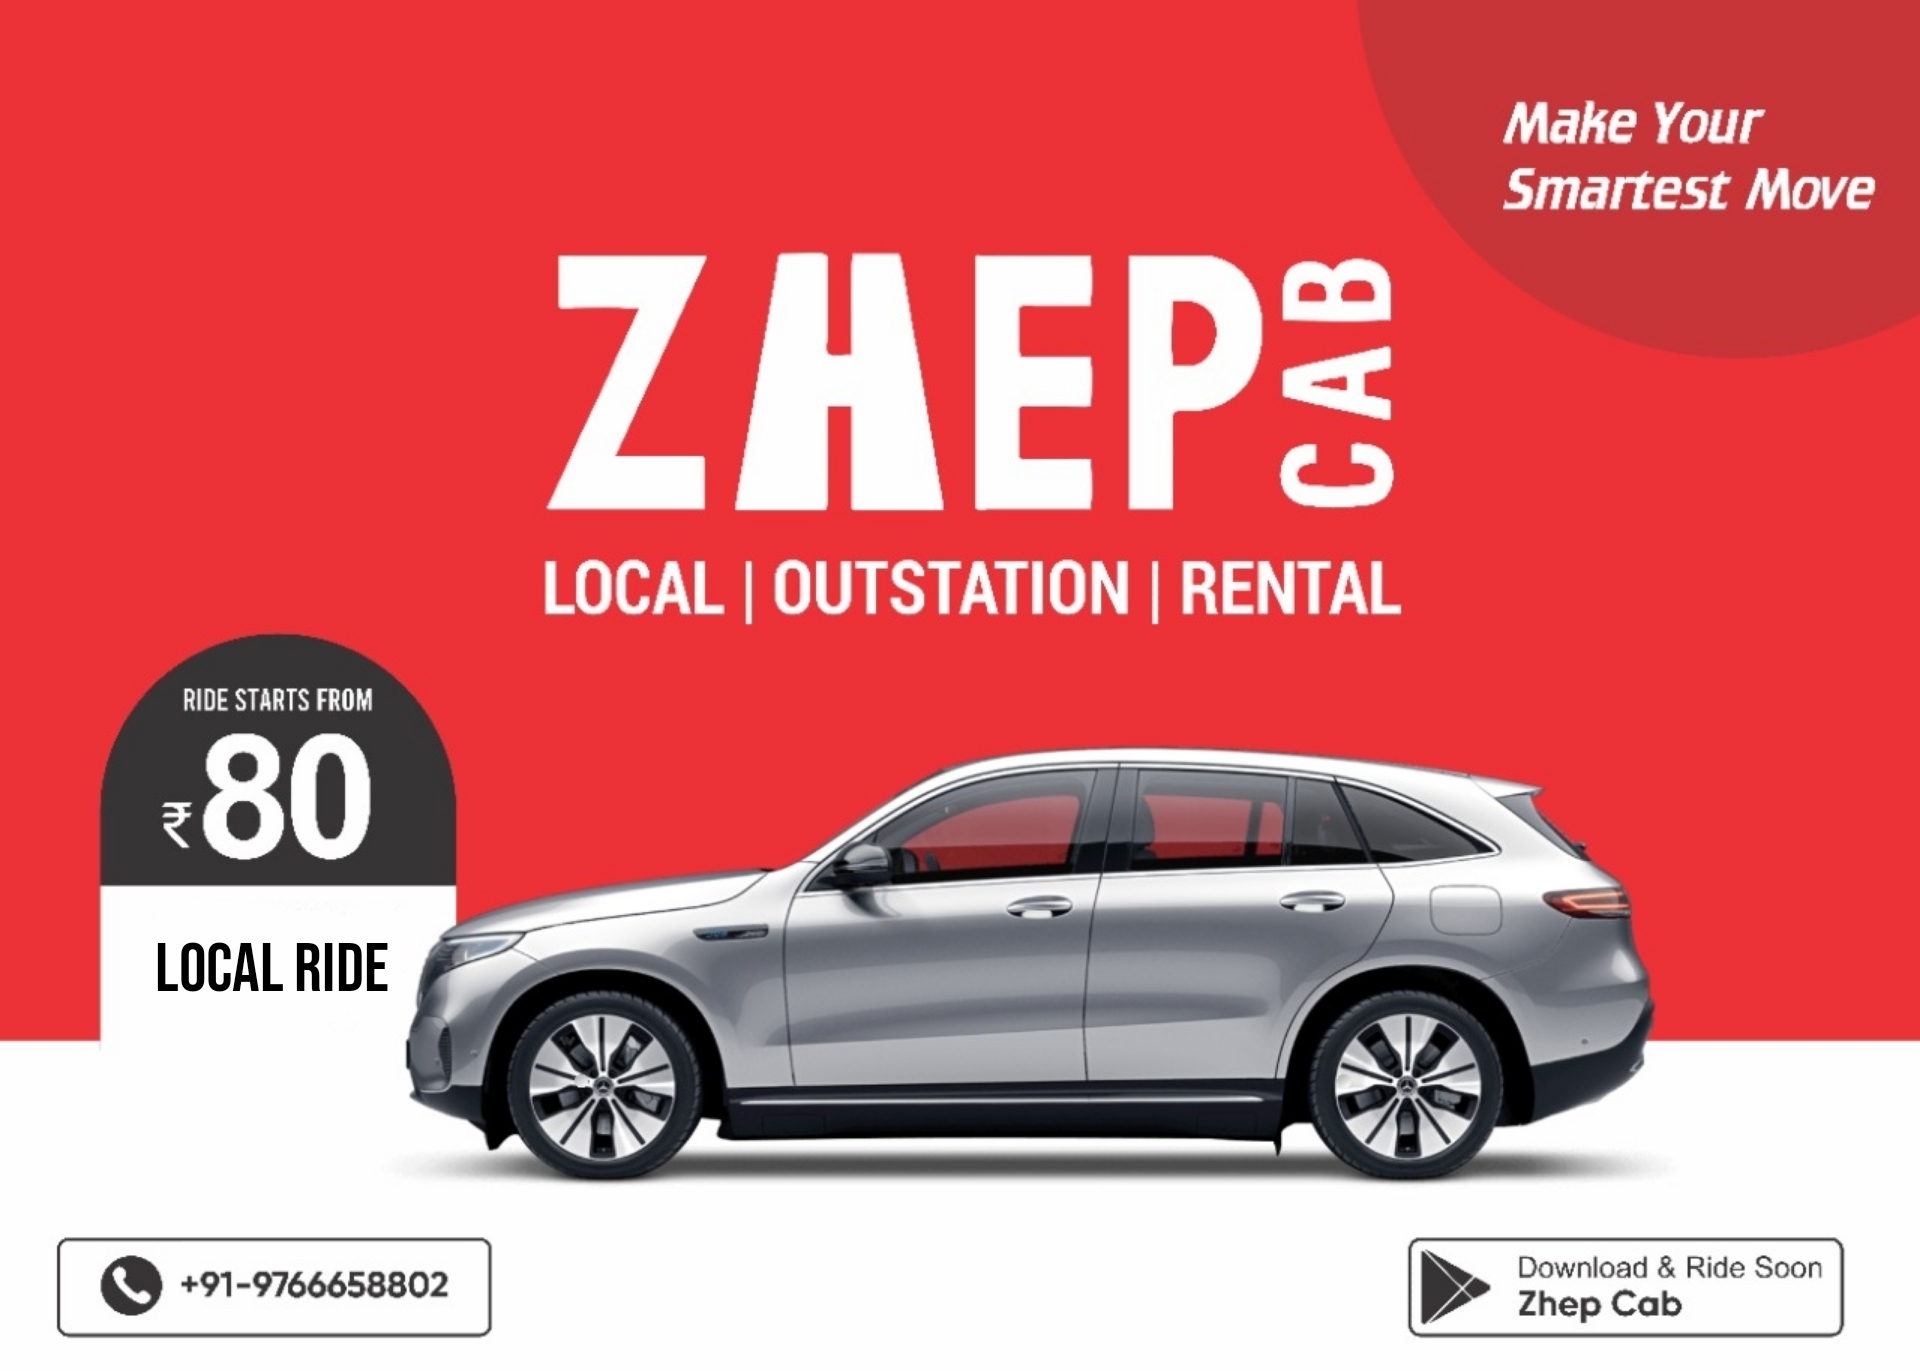 Make Your
Smartest Move
ZHEP CAB
LOCAL | OUTSTATION | RENTAL
RIDE STARTS FROM
₹80
LOCAL RIDE
+91-9766658802
Download & Ride Soon
Zhep Cab